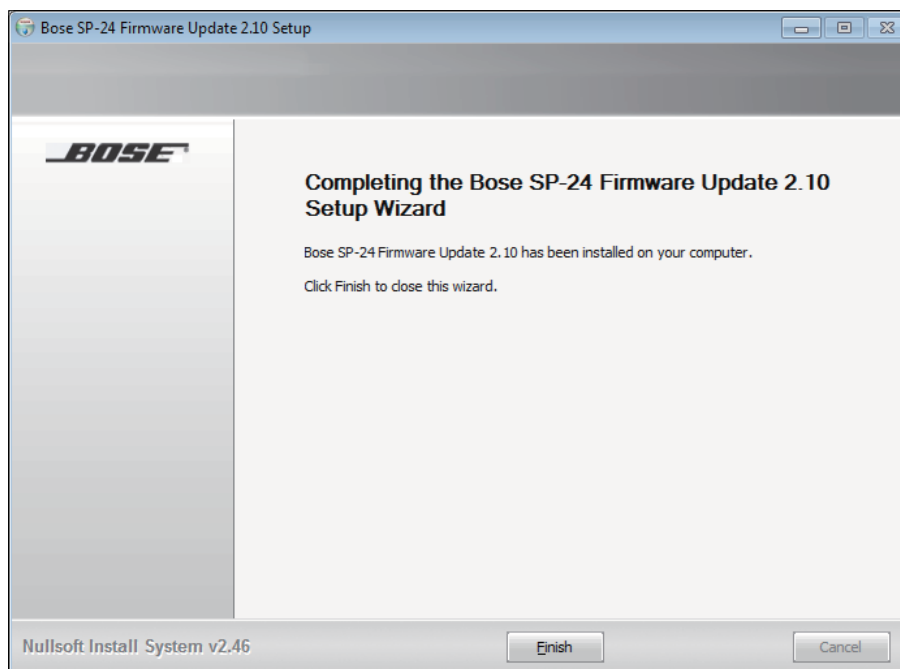 Bose SP-24 Firmware Update 2.10 Setup
BOSE
Completing the Bose SP-24 Firmware Update 2.10
Setup Wizard
Bose SP-24 Firmware Update 2.10 has been installed on your computer.
Click Finish to close this wizard.
Nullsoft Install System v2.46
Finish
Cancel